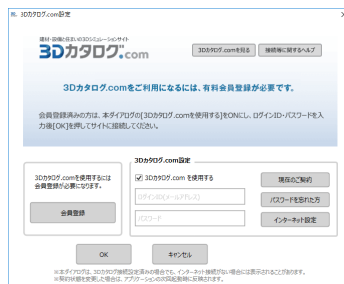 3Dカタログ.com設定
建材・設備と住まいの3Dシミュレーションサイト
3Dカタログ.com
3Dカタログ.comを見る
接続等に関するヘルプ
3Dカタログ.comをご利用になるには、有料会員登録が必要です。
会員登録済みの方は、本ダイアログの[3Dカタログ.comを使用する]をONにし、ログインID・パスワードを入
力後[OK]を押してサイトに接続してください。
3Dカタログ.comを使用するには
会員登録が必要になります。
会員登録
3Dカタログ.com設定
3Dカタログ.com を使用する
ログインID(メールアドレス)
パスワード
現在のご契約
パスワードを忘れた方
インターネット設定
OK
キャンセル
※本ダイアログは、3Dカタログ接続設定済みの場合でも、インターネット接続がない場合には表示されることがあります。
※契約状態を変更した場合は、アプリケーションの次回起動時に反映されます。